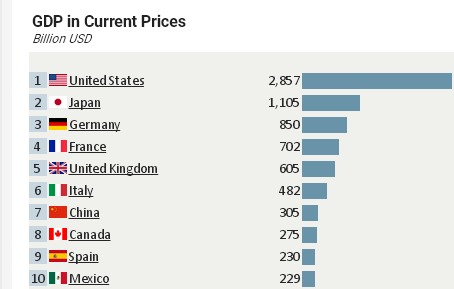 GDP in Current Prices
Billion USD
1 United States 2,857
2 Japan 1,105
3 Germany 850
4 France 702
5 United Kingdom 605
6 Italy 482
7 China 305
8 Canada 275
9 Spain 230
10 Mexico 229